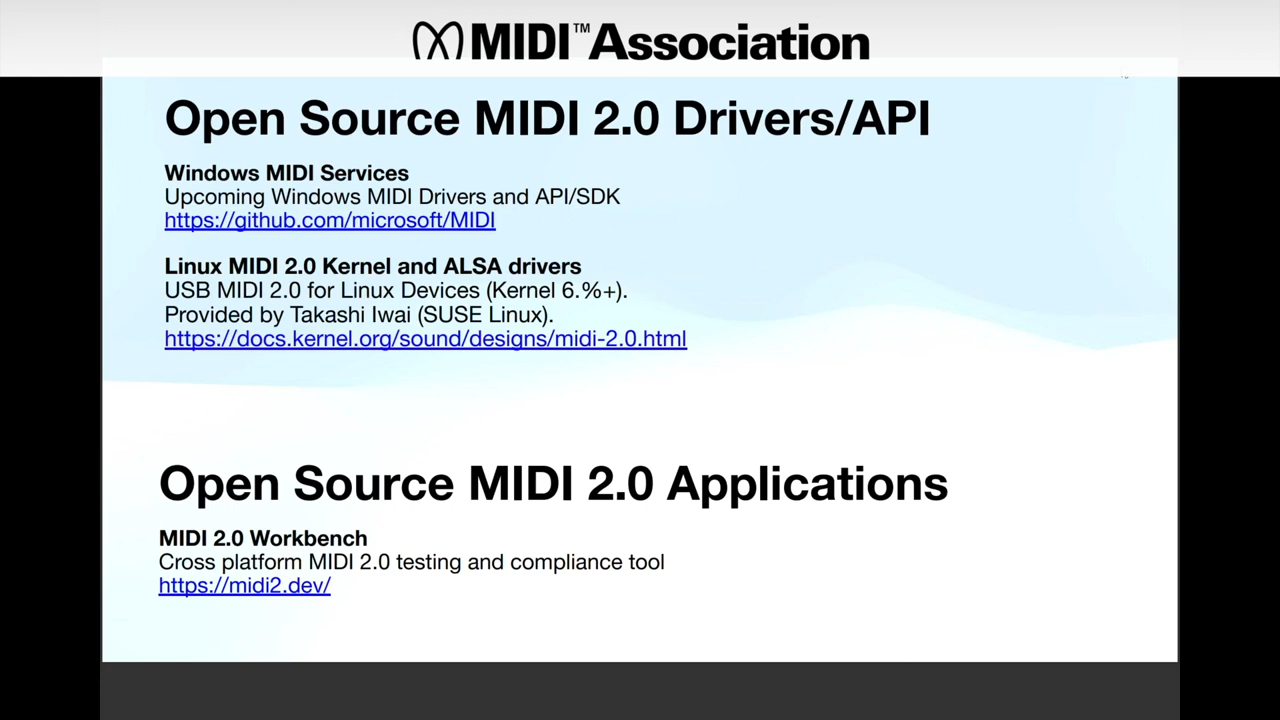 MIDI™Association
Open Source MIDI 2.0 Drivers/API
Windows MIDI Services
Upcoming Windows MIDI Drivers and API/SDK
https://github.com/microsoft/MIDI
Linux MIDI 2.0 Kernel and ALSA drivers
USB MIDI 2.0 for Linux Devices (Kernel 6.%+).
Provided by Takashi Iwai (SUSE Linux).
https://docs.kernel.org/sound/designs/midi-2.0.html
Open Source MIDI 2.0 Applications
MIDI 2.0 Workbench
Cross platform MIDI 2.0 testing and compliance tool
https://midi2.dev/